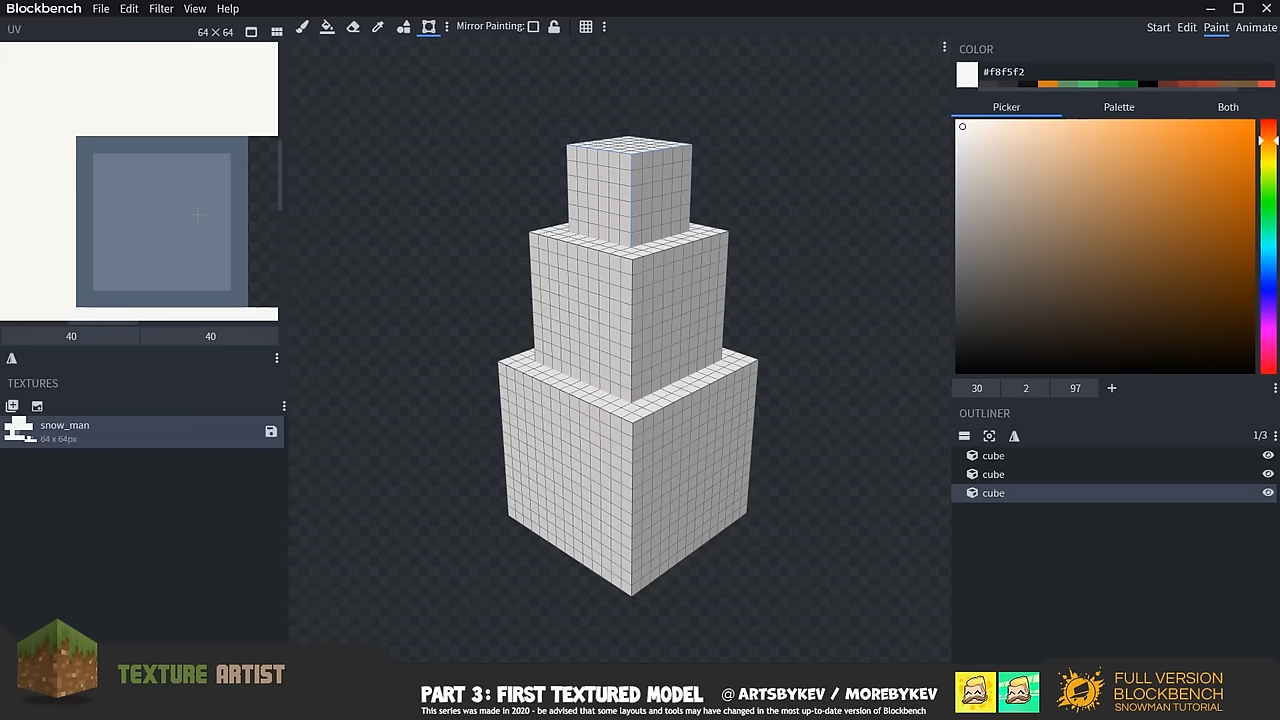 Blockbench File Edit Filter View Help
UV 64 × 64 Mirror Painting: Start Edit Paint Animate
COLOR
#f8f5f2
Picker Palette Both
40 40
TEXTURES
30 2 97
OUTLINER
snow_man
64 x 64px
1/3
cube
cube
cube
TEXTURE ARTIST
PART 3: FIRST TEXTURED MODEL @ARTSBYKEV / MOREBYKEV
This series was made in 2020 - be advised that some layouts and tools may have changed in the most up-to-date version of Blockbench
FULL VERSION
BLOCKBENCH
SNOWMAN TUTORIAL